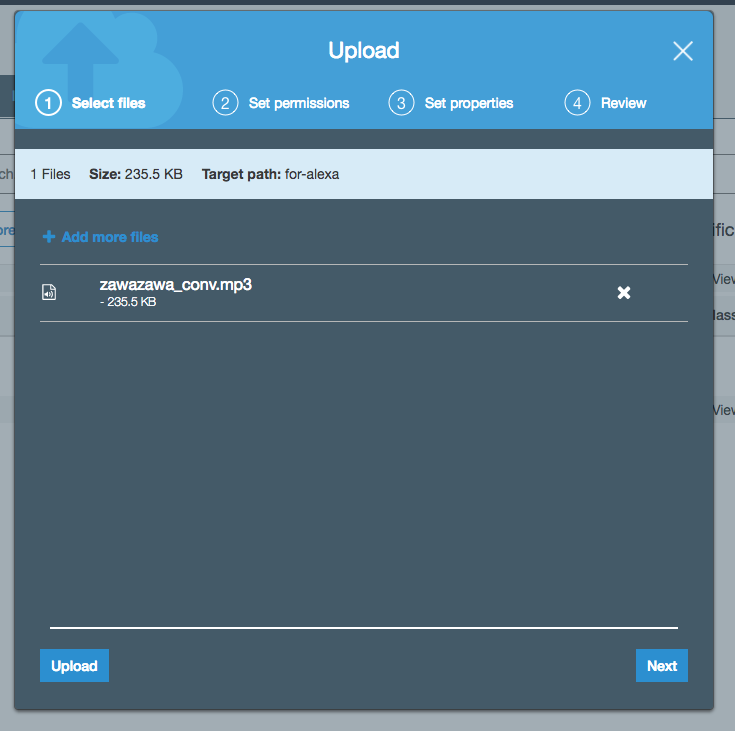 Upload
1 Select files 2 Set permissions 3 Set properties 4 Review
1 Files Size: 235.5 KB Target path: for-alexa
+ Add more files
zawazawa_conv.mp3
- 235.5 KB
Upload Next